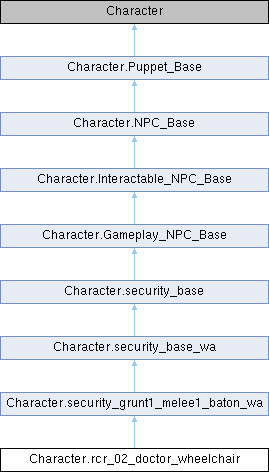 Character
Character.Puppet_Base
Character.NPC_Base
Character.Interactable_NPC_Base
Character.Gameplay_NPC_Base
Character.security_base
Character.security_base_wa
Character.security_grunt1_melee1_baton_wa
Character.rcr_02_doctor_wheelchair